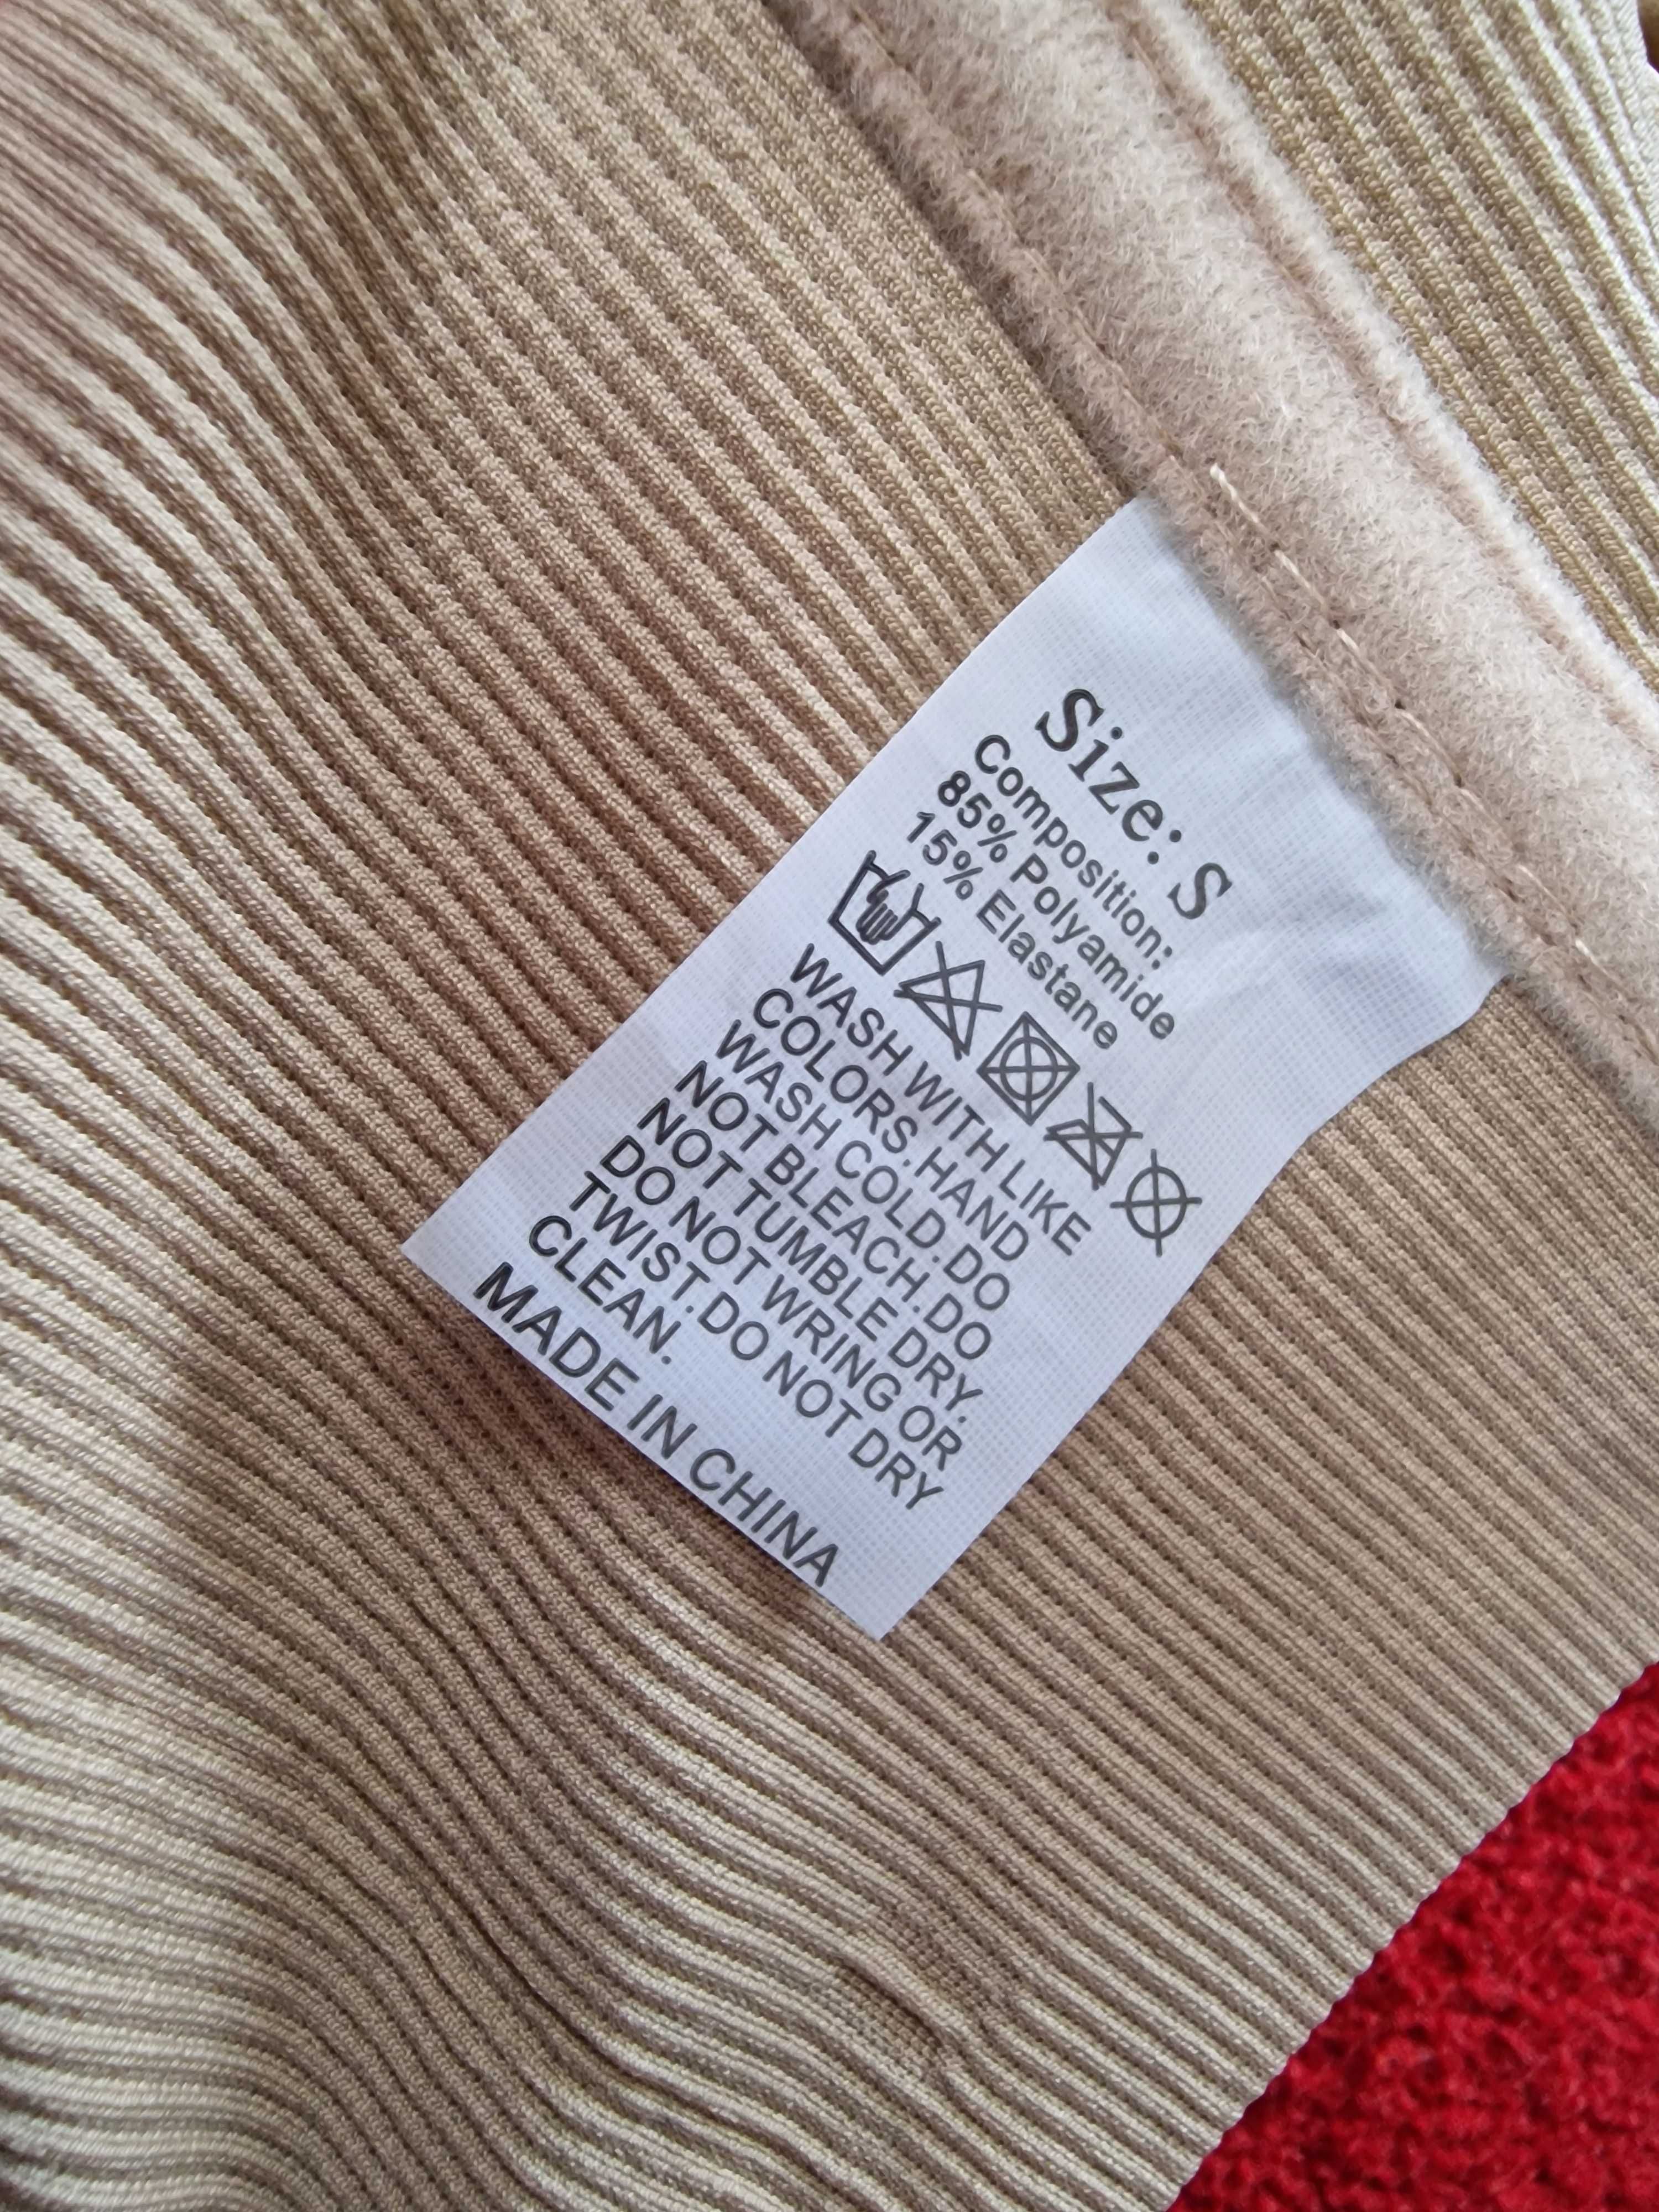 Size: S
Composition:
85% Polyamide
15% Elastane
WASH WITH LIKE
COLORS.HAND
WASH COLD.DO
NOT BLEACH.DO
NOT TUMBLE DRY.
DO NOT WRING OR
TWIST.DO NOT DRY
CLEAN.
MADE IN CHINA